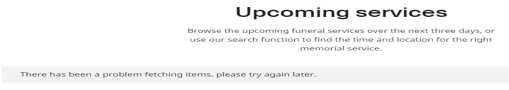 Upcoming services
Browse the upcoming funeral services over the next three days, or
use our search function to find the time and location for the right
memorial service.
There has been a problem fetching items, please try again later.